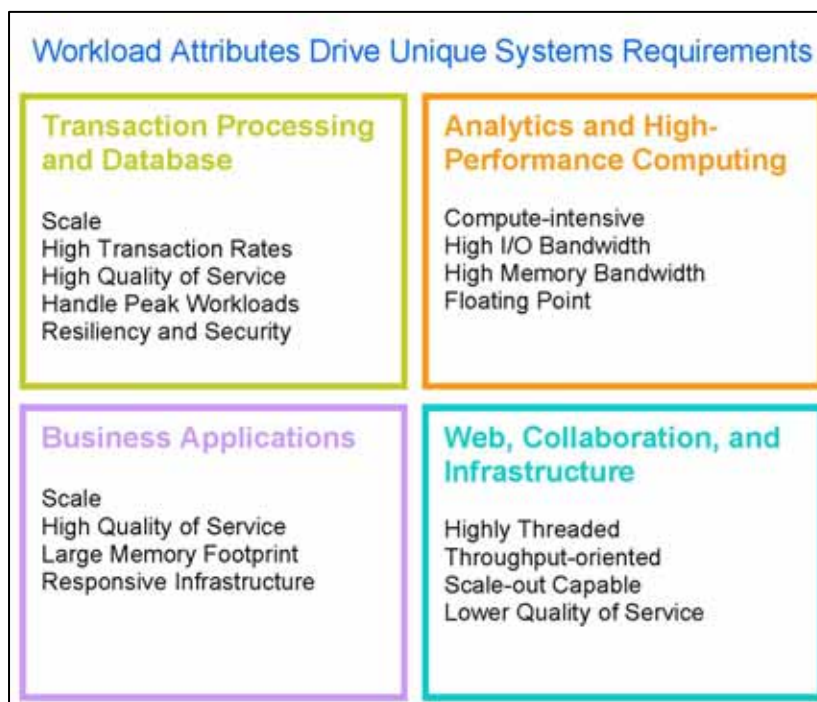 Workload Attributes Drive Unique Systems Requirements
Transaction Processing
and Database
Scale
High Transaction Rates
High Quality of Service
Handle Peak Workloads
Resiliency and Security
Analytics and High-
Performance Computing
Compute-intensive
High I/O Bandwidth
High Memory Bandwidth
Floating Point
Business Applications
Scale
High Quality of Service
Large Memory Footprint
Responsive Infrastructure
Web, Collaboration, and
Infrastructure
Highly Threaded
Throughput-oriented
Scale-out Capable
Lower Quality of Service